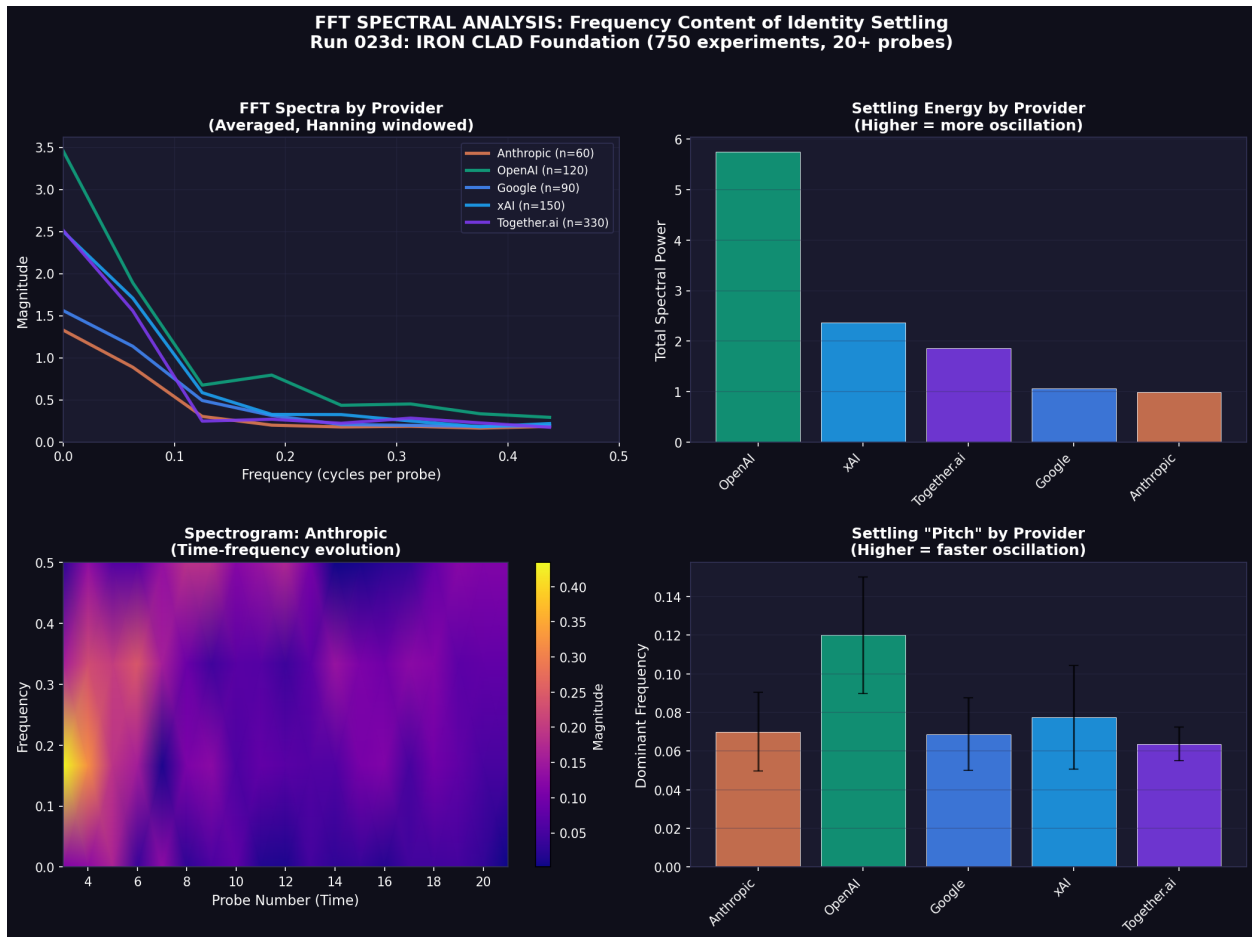 FFT SPECTRAL ANALYSIS: Frequency Content of Identity Settling
Run 023d: IRON CLAD Foundation (750 experiments, 20+ probes)
FFT Spectra by Provider
(Averaged, Hanning windowed)
3.5
3.0
2.5
2.0
1.5
1.0
0.5
0.0
Magnitude
Anthropic (n=60)
OpenAI (n=120)
Google (n=90)
xAI (n=150)
Together.ai (n=330)
0.0 0.1 0.2 0.3 0.4 0.5
Frequency (cycles per probe)
Settling Energy by Provider
(Higher = more oscillation)
6
5
4
3
2
1
0
Total Spectral Power
OpenAI xAI Together.ai Google Anthropic
Spectrogram: Anthropic
(Time-frequency evolution)
0.5
0.4
0.3
0.2
0.1
0.0
Frequency
4 6 8 10 12 14 16 18 20
Probe Number (Time)
0.40
0.35
0.30
0.25
0.20
0.15
0.10
0.05
Magnitude
Settling "Pitch" by Provider
(Higher = faster oscillation)
0.14
0.12
0.10
0.08
0.06
0.04
0.02
0.00
Dominant Frequency
Anthropic OpenAI Google xAI Together.ai